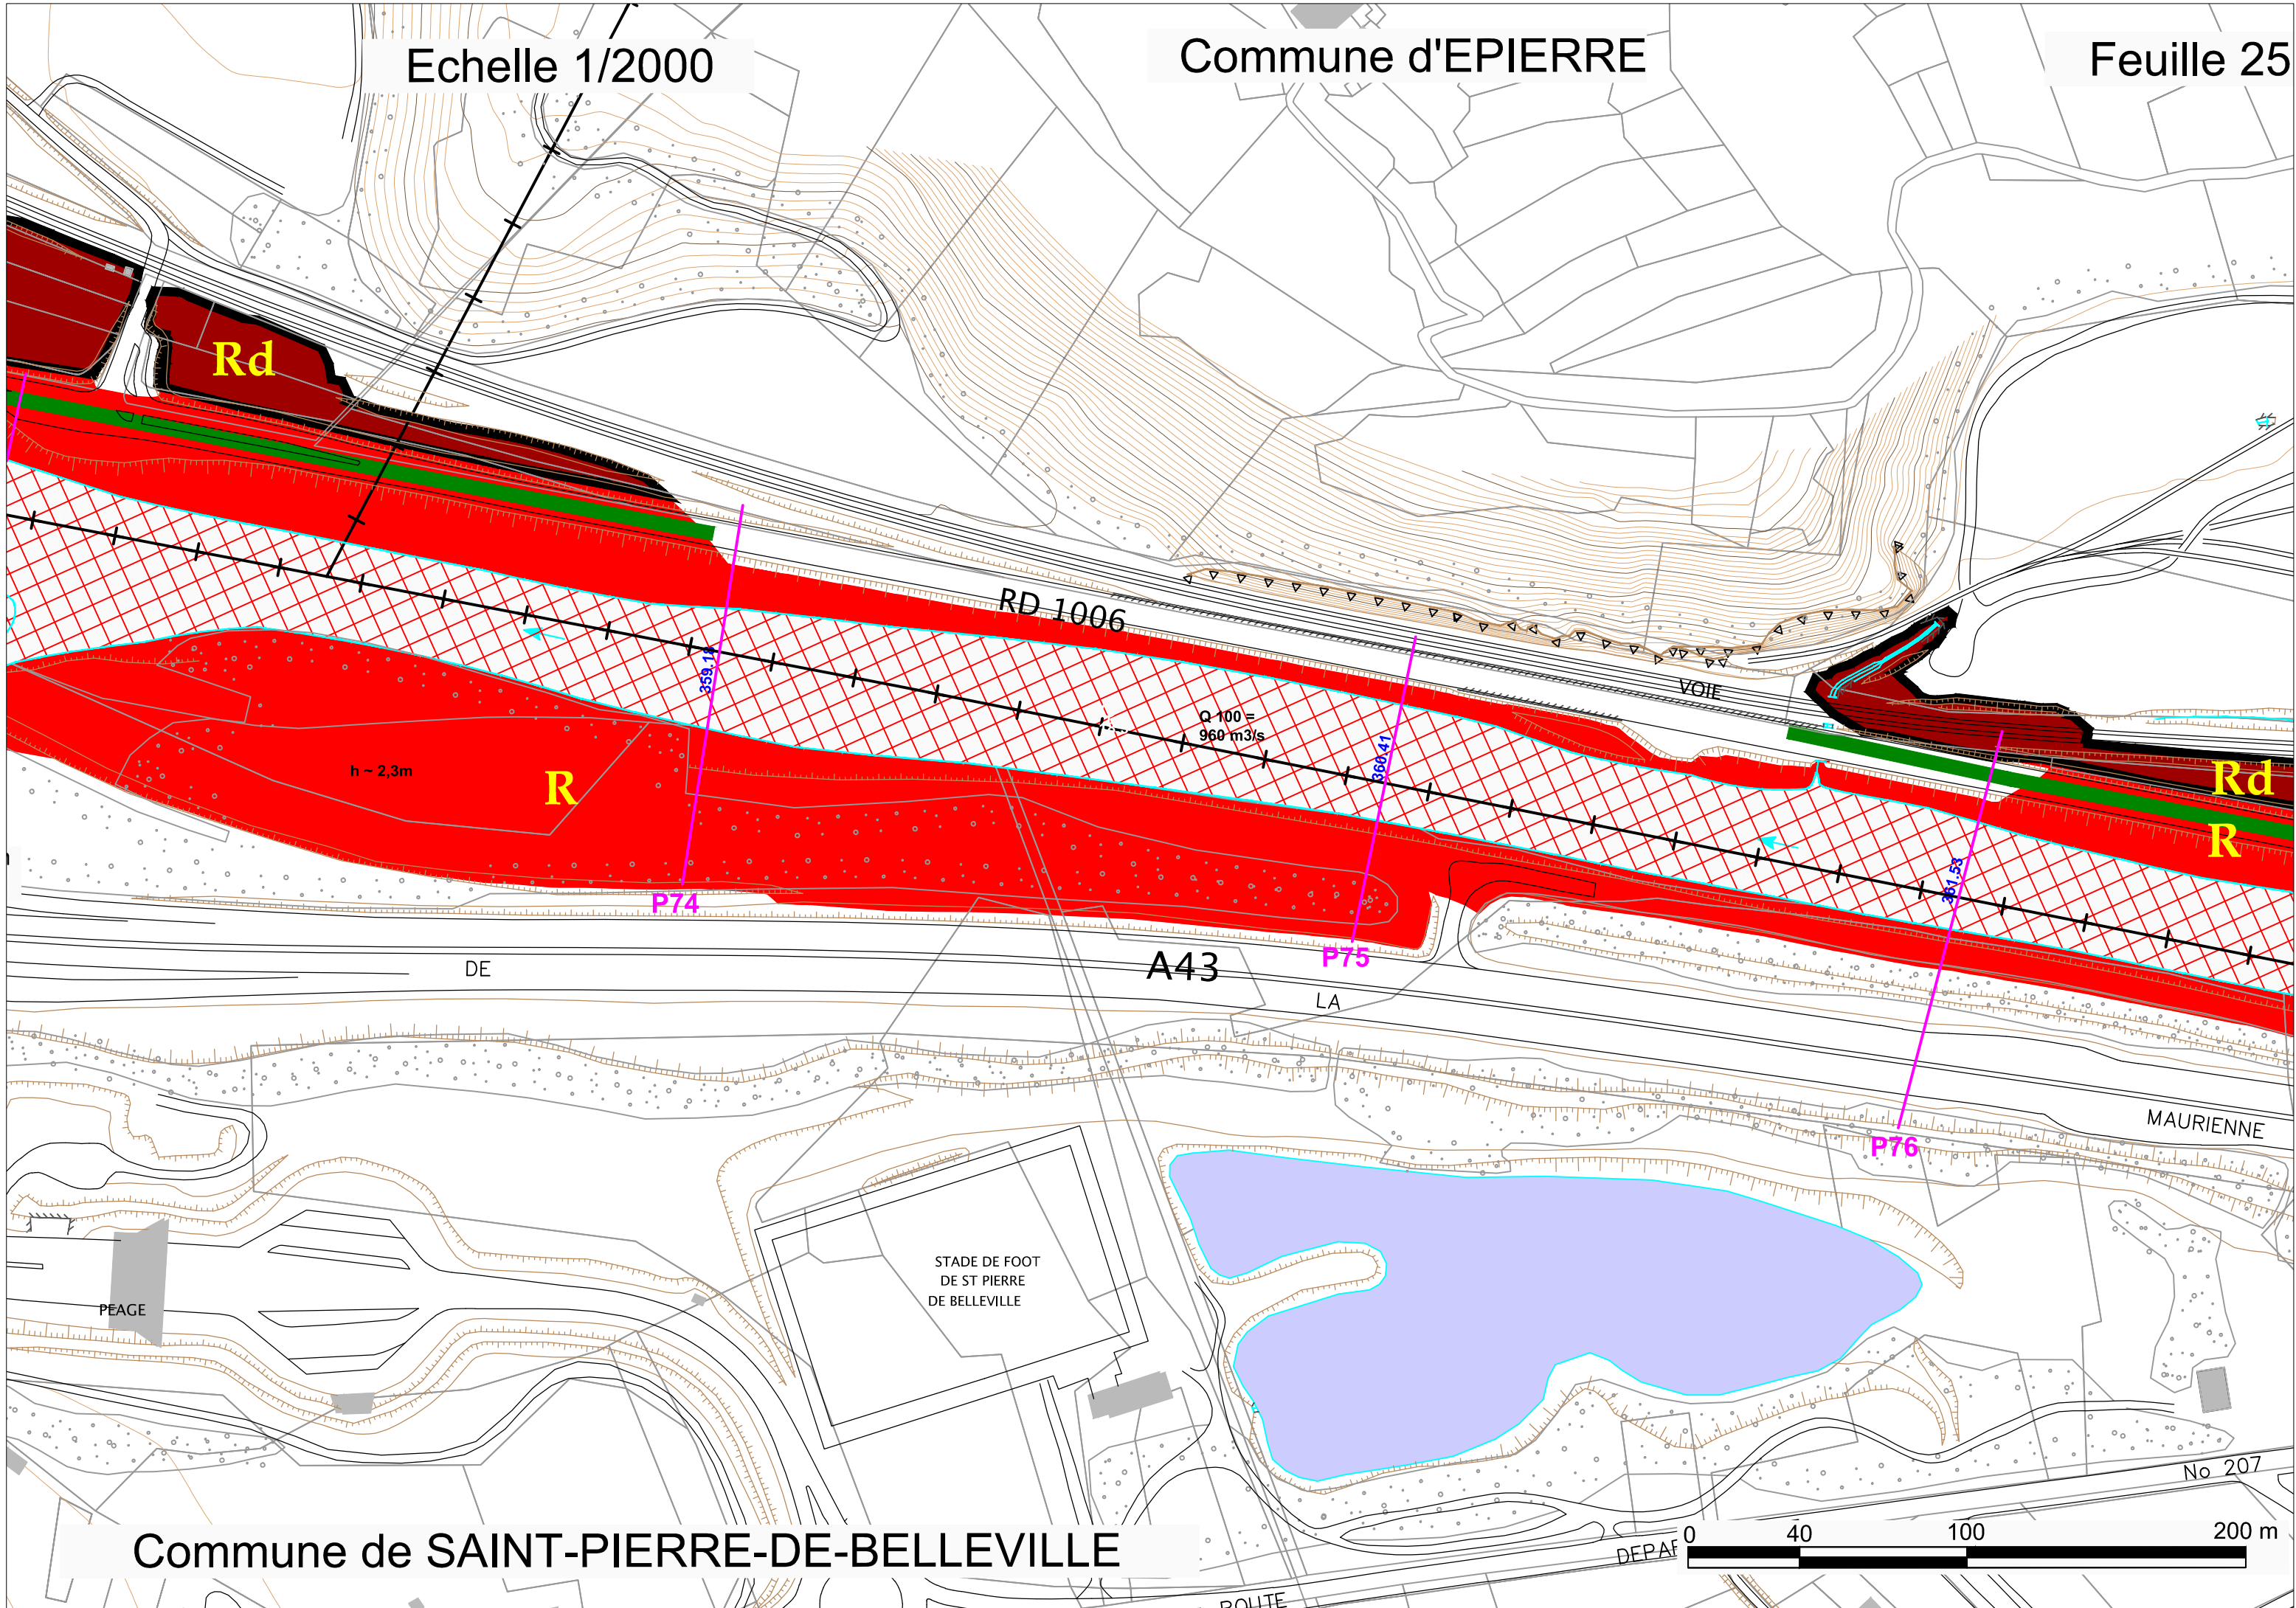 Echelle 1/2000
Commune d'EPIERRE
Feuille 25
Rd
RD 1006
359.18
VOIE
Q 100 =
960 m3/s
360.41
h ~ 2,3m
R
Rd
R
361.53
P74
P75
DE
A43
LA
MAURIENNE
P76
STADE DE FOOT
DE ST PIERRE
DE BELLEVILLE
PEAGE
No 207
Commune de SAINT-PIERRE-DE-BELLEVILLE
0 40 100 200 m
DEPAR
ROUTE